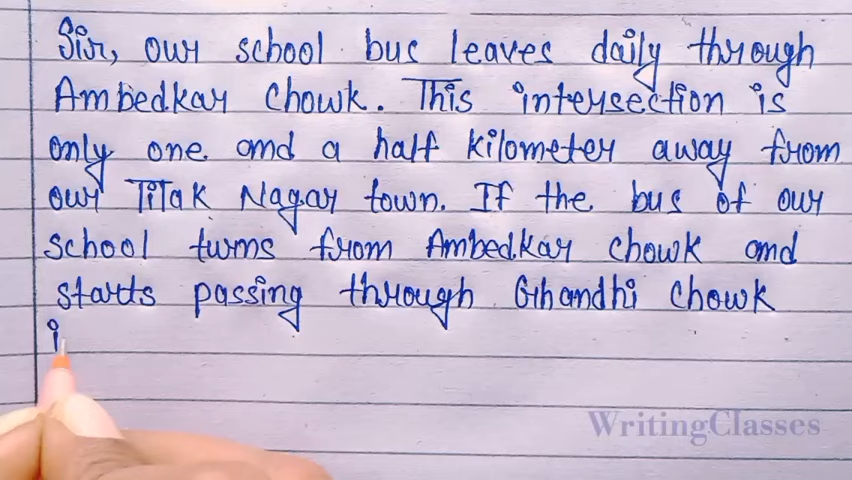 Sir, our school bus leaves daily through
Ambedkar Chowk. This intersection is
only one and a half kilometer away from
our Tilak Nagar town. If the bus of our
school turns from Ambedkar Chowk and
starts passing through Ghandhi Chowk
i
WritingClasses